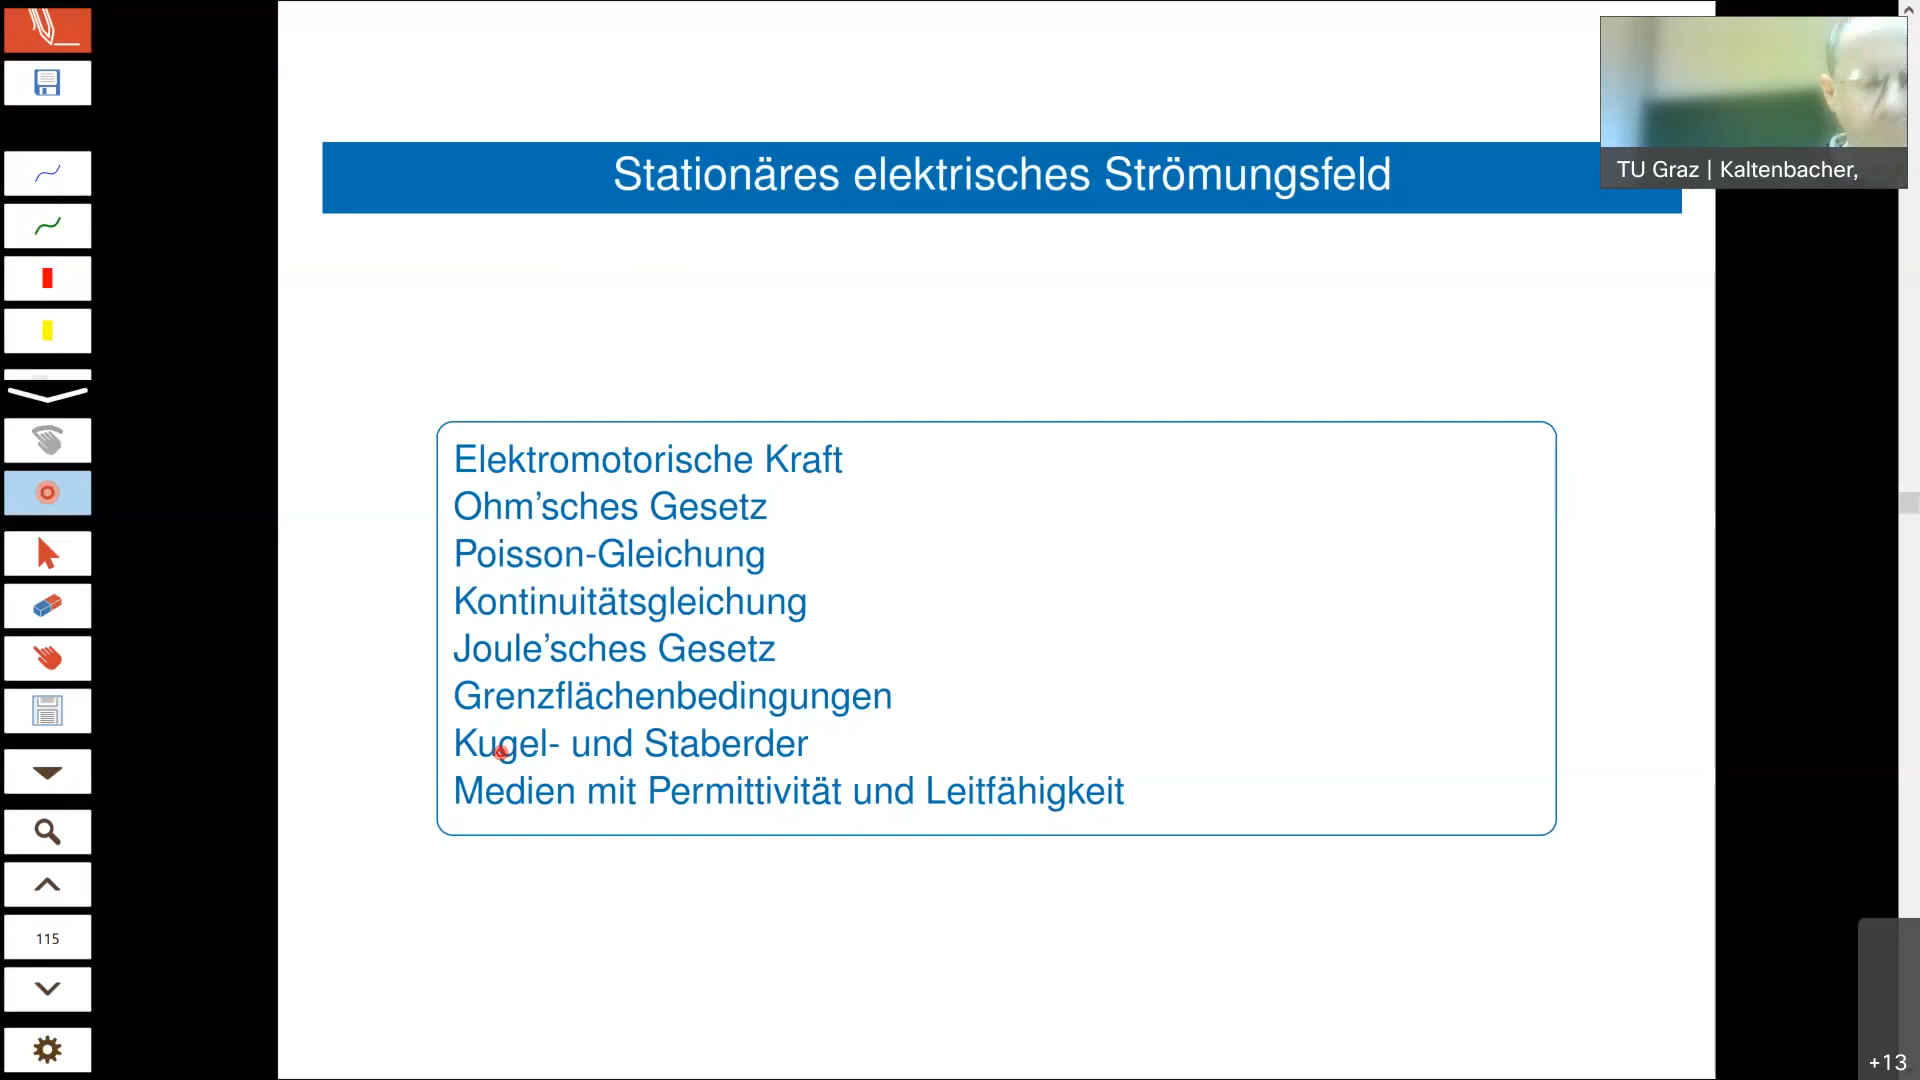 Stationäres elektrisches Strömungsfeld
TU Graz | Kaltenbacher,
Elektromotorische Kraft
Ohm’sches Gesetz
Poisson-Gleichung
Kontinuitätsgleichung
Joule’sches Gesetz
Grenzflächenbedingungen
Kugel- und Staberder
Medien mit Permittivität und Leitfähigkeit
115
+13